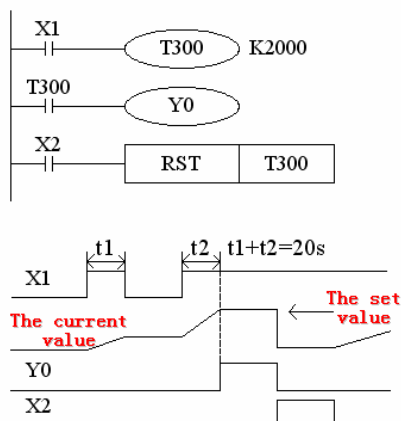 X1
T300 K2000
T300
Y0
X2
RST T300
t1 t2 t1+t2=20s
X1
The current value
The set value
Y0
X2